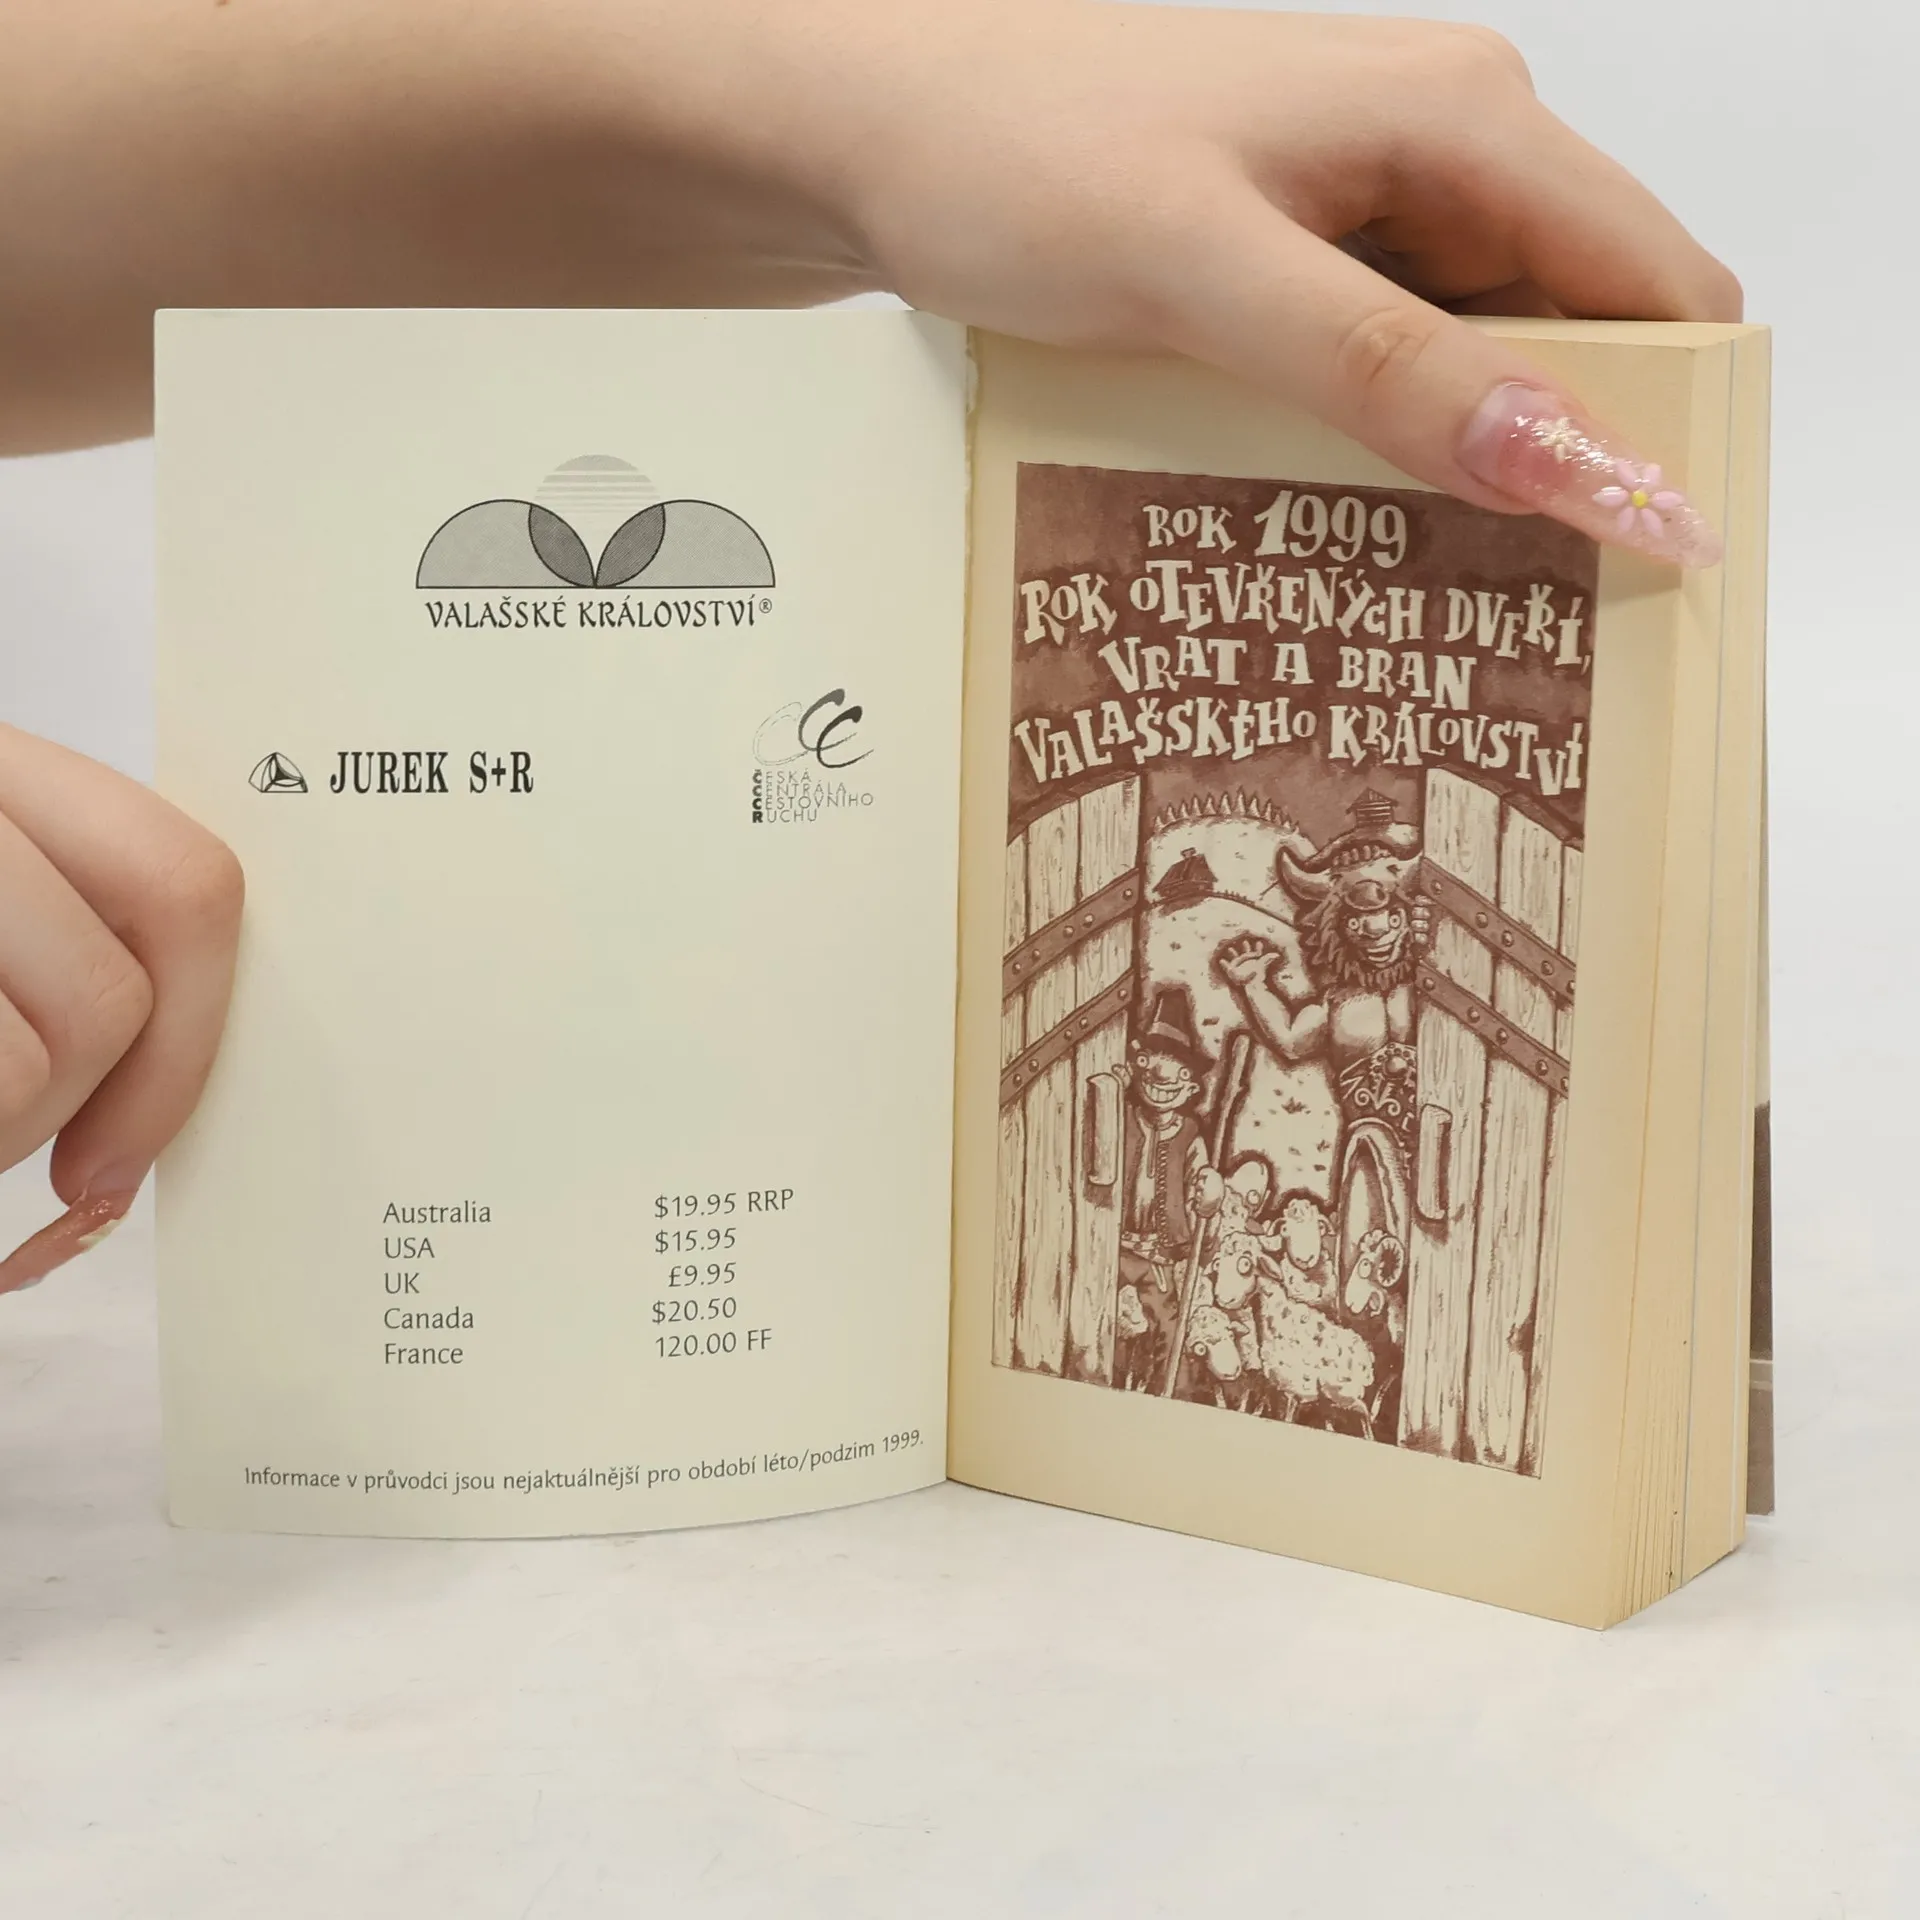 VALAŠSKÉ KRÁLOVSTVÍ®
JUREK S+R
ČESKÁ
CENTRÁLA
CESTOVNÍHO
RUCHU
Australia $19.95 RRP
USA $15.95
UK £9.95
Canada $20.50
France 120.00 FF
Informace v průvodci jsou nejaktuálnější pro období léto/podzim 1999.
ROK 1999
ROK OTEVŘENÝCH DVEŘÍ,
VRAT A BRAN
VALAŠSKÉHO KRÁLOVSTVÍ